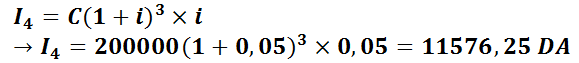 I₄ = C(1 + i)³ × i
→ I₄ = 200000(1 + 0,05)³ × 0,05 = 11576,25 DA